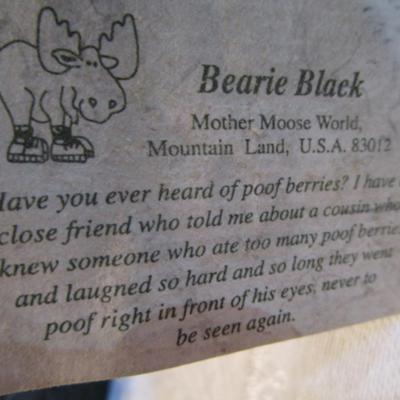 Bearie Black
Mother Moose World,
Mountain Land, U.S.A. 83012
Have you ever heard of poof berries? I have
close friend who told me about a cousin who
knew someone who ate too many poof berries
and laugned so hard and so long they went
poof right in front of his eyes, never to
be seen again.